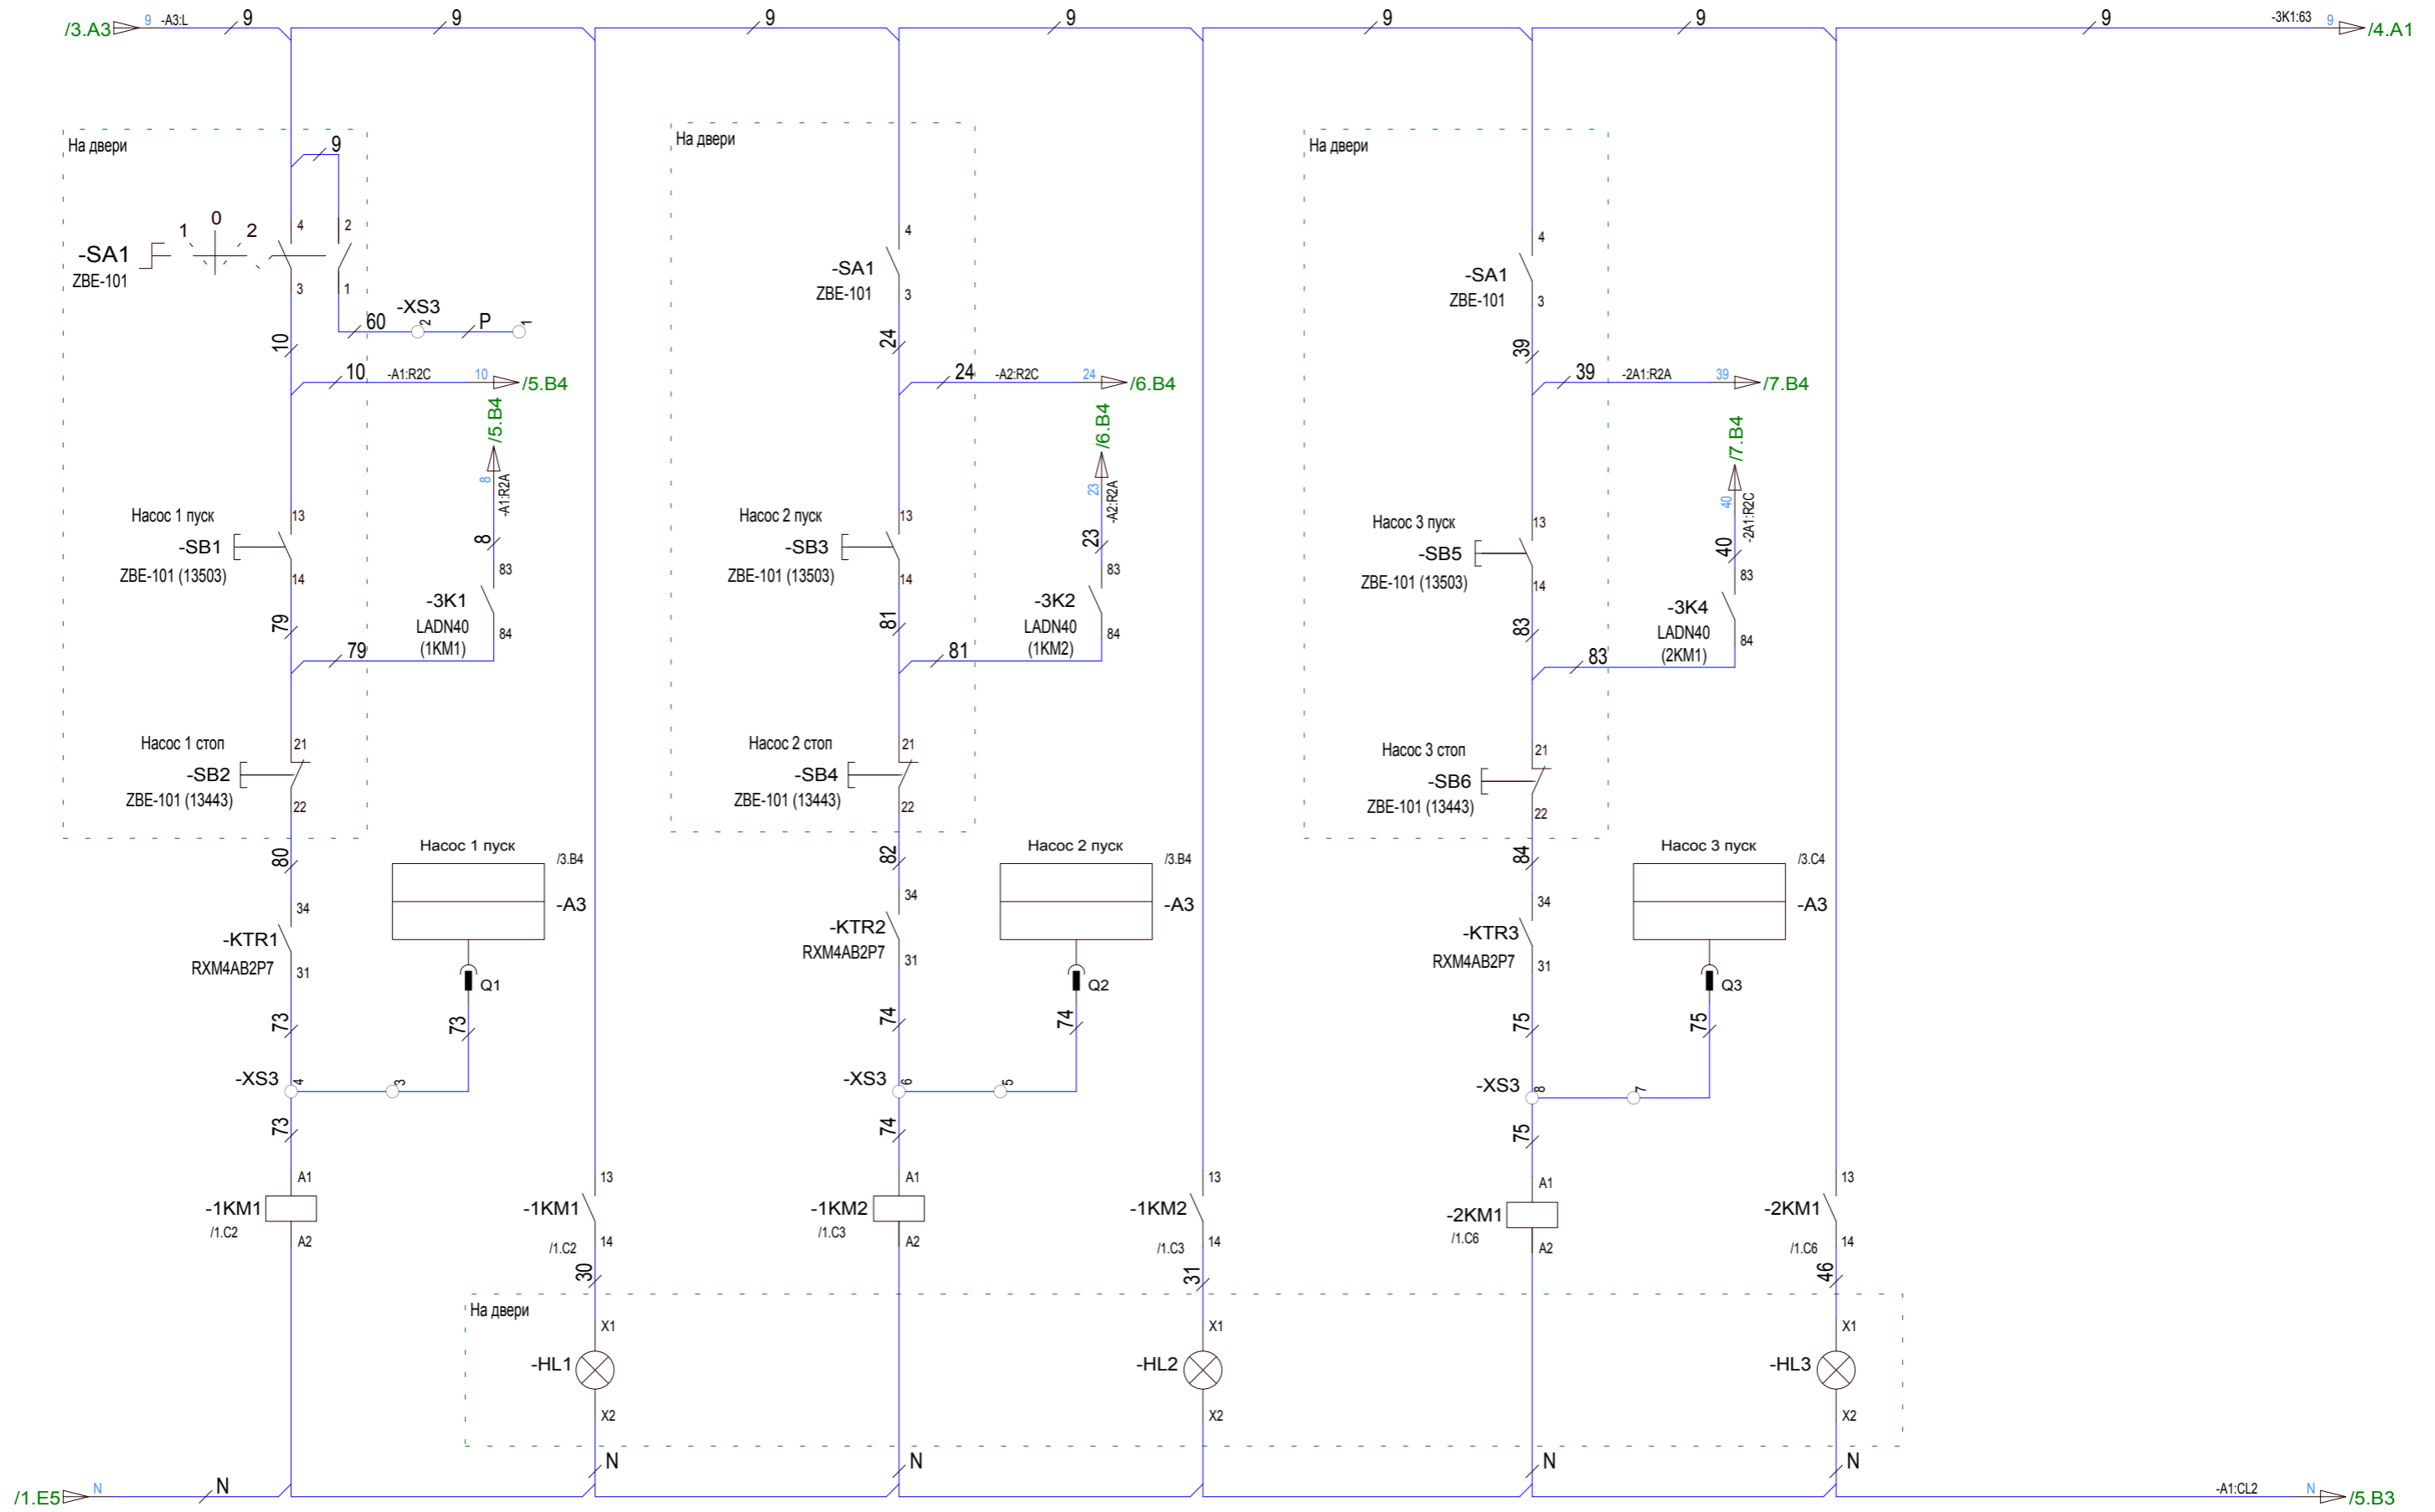 /3.A3 9 -A3:L 9 9 9 9 9 9 9 -3K1:63 9 /4.A1
На двери
На двери
На двери
9
1 0 2
4 2
-SA1
ZBE-101
3 1
4
-SA1
ZBE-101
3
4
-SA1
ZBE-101
3
-XS3
60 2 P 1
10
24
39
10 -A1:R2C 10 /5.B4
24 -A2:R2C 24 /6.B4
39 -2A1:R2A 39 /7.B4
/5.B4
8 -A1:R2A
8
/6.B4
23 -A2:R2A
23
/7.B4
40 -2A1:R2C
40
Насос 1 пуск
13
-SB1
ZBE-101 (13503)
14
83
-3K1
LADN40
(1KM1)
84
79
79
Насос 2 пуск
13
-SB3
ZBE-101 (13503)
14
83
-3K2
LADN40
(1KM2)
84
81
81
Насос 3 пуск
13
-SB5
ZBE-101 (13503)
14
83
-3K4
LADN40
(2KM1)
84
83
83
Насос 1 стоп
21
-SB2
ZBE-101 (13443)
22
80
Насос 2 стоп
21
-SB4
ZBE-101 (13443)
22
82
Насос 3 стоп
21
-SB6
ZBE-101 (13443)
22
84
Насос 1 пуск
/3.B4
-A3
Q1
Насос 2 пуск
/3.B4
-A3
Q2
Насос 3 пуск
/3.C4
-A3
Q3
34
-KTR1
RXM4AB2P7
31
73 73
34
-KTR2
RXM4AB2P7
31
74 74
34
-KTR3
RXM4AB2P7
31
75 75
-XS3 4 3
73
-XS3 6 5
74
-XS3 8 7
75
A1
-1KM1
/1.C2
A2
13
-1KM1
/1.C2
14
30
A1
-1KM2
/1.C3
A2
13
-1KM2
/1.C3
14
31
A1
-2KM1
/1.C6
A2
13
-2KM1
/1.C6
14
46
На двери
X1
-HL1
X2
X1
-HL2
X2
X1
-HL3
X2
N N N N N
/1.E5 N N -A1:CL2 N /5.B3